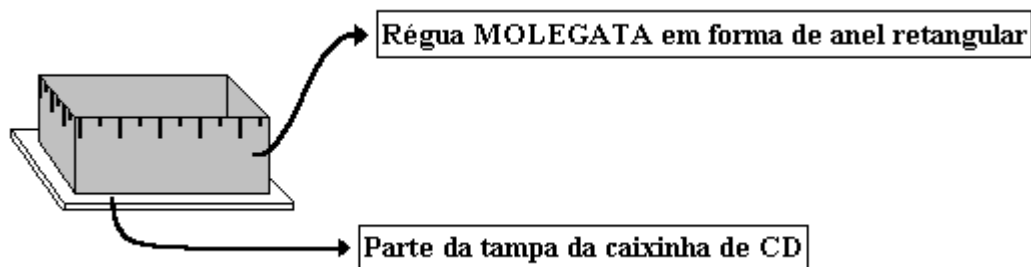 Régua MOLEGATA em forma de anel retangular
Parte da tampa da caixinha de CD